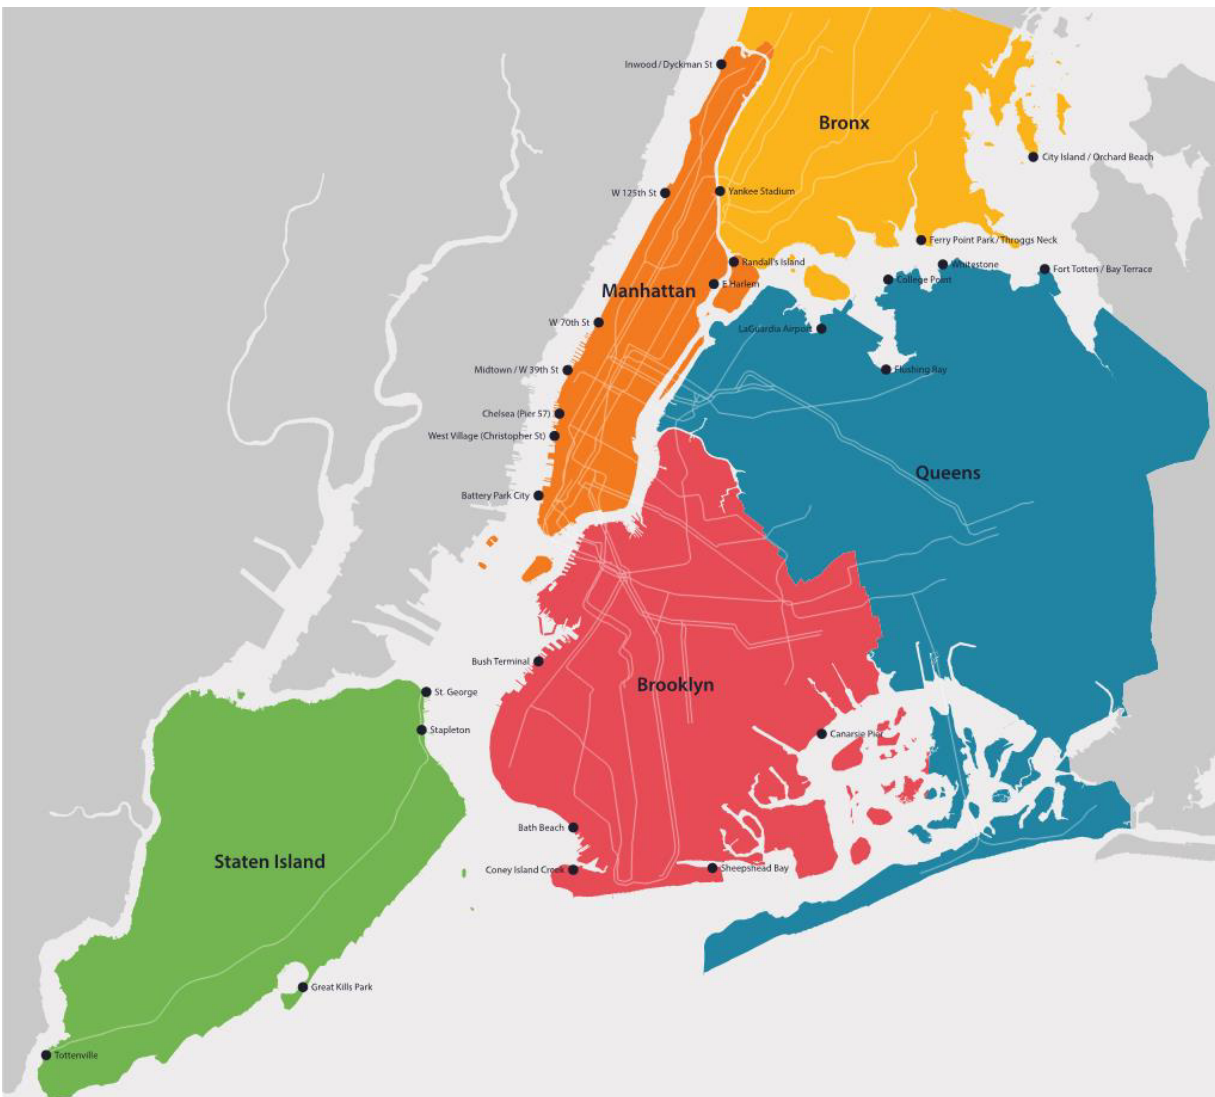 Inwood / Dyckman St
Bronx
City Island / Orchard Beach
W 125th St
Yankee Stadium
Ferry Point Park / Throggs Neck
Randall's Island
Whitestone
Fort Totten / Bay Terrace
College Point
E Harlem
Manhattan
W 70th St
LaGuardia Airport
Midtown / W 39th St
Flushing Bay
Chelsea (Pier 57)
West Village (Christopher St)
Queens
Battery Park City
Bush Terminal
Brooklyn
St. George
Stapleton
Canarsie Pier
Bath Beach
Staten Island
Coney Island Creek
Sheepshead Bay
Great Kills Park
Tottenville